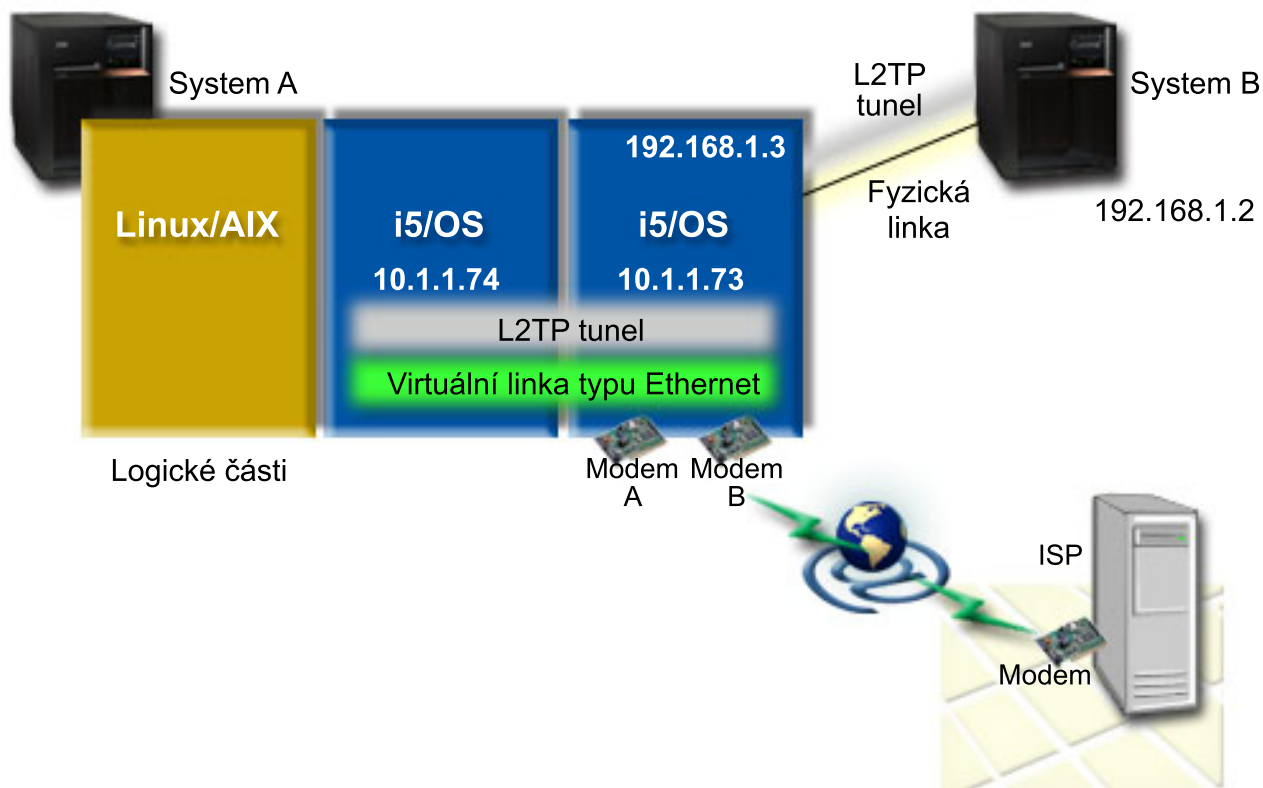 System A
L2TP
tunel
System B
192.168.1.3
Fyzická
linka
192.168.1.2
Linux/AIX
i5/OS
i5/OS
10.1.1.74
10.1.1.73
L2TP tunel
Virtuální linka typu Ethernet
Logické části
Modem
A
Modem
B
ISP
Modem